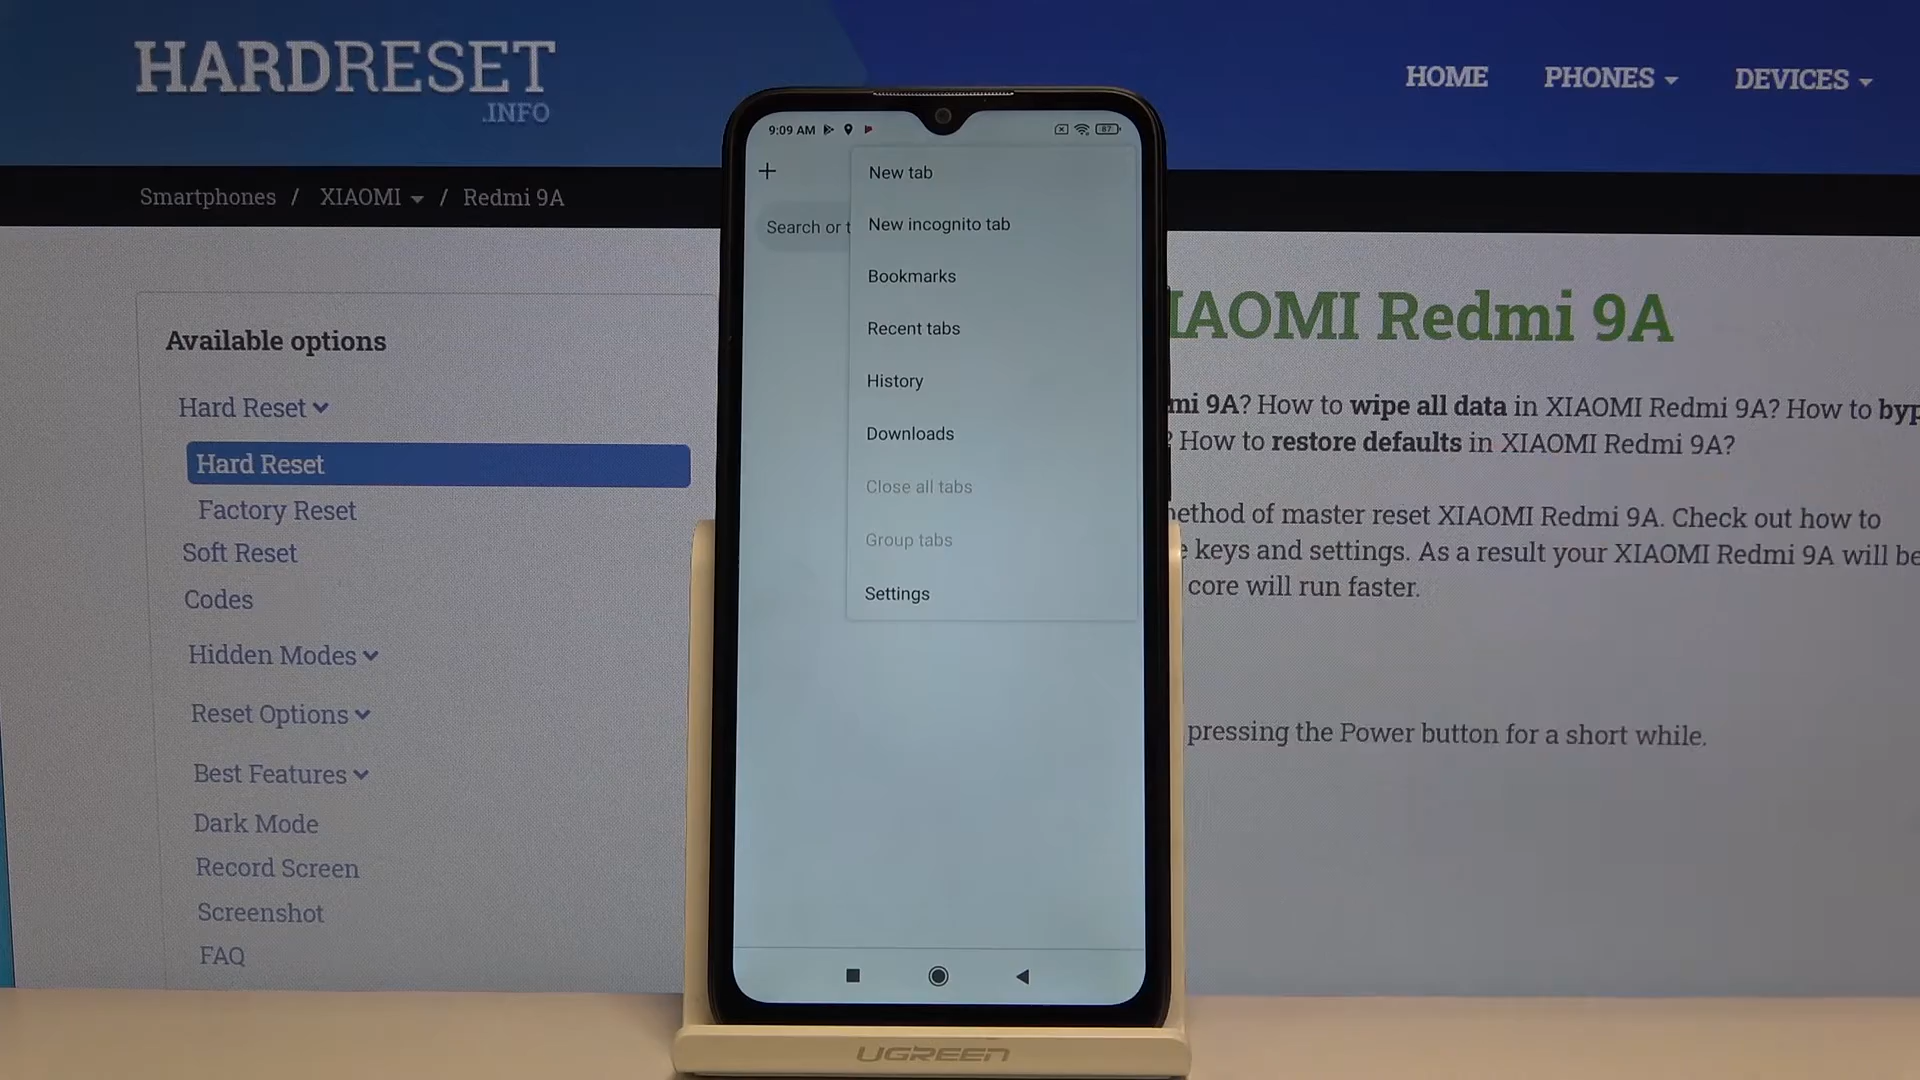 HARDRESET
.INFO
HOME
PHONES
DEVICES
Smartphones / XIAOMI / Redmi 9A
Available options
Hard Reset
Hard Reset
Factory Reset
Soft Reset
Codes
Hidden Modes
Reset Options
Best Features
Dark Mode
Record Screen
Screenshot
FAQ
9:09 AM
87
+
Search or t
New tab
New incognito tab
Bookmarks
Recent tabs
History
Downloads
Close all tabs
Group tabs
Settings
UGREEN
IAOMI Redmi 9A
mi 9A? How to wipe all data in XIAOMI Redmi 9A? How to byp
? How to restore defaults in XIAOMI Redmi 9A?
ethod of master reset XIAOMI Redmi 9A. Check out how to
e keys and settings. As a result your XIAOMI Redmi 9A will be
core will run faster.
pressing the Power button for a short while.